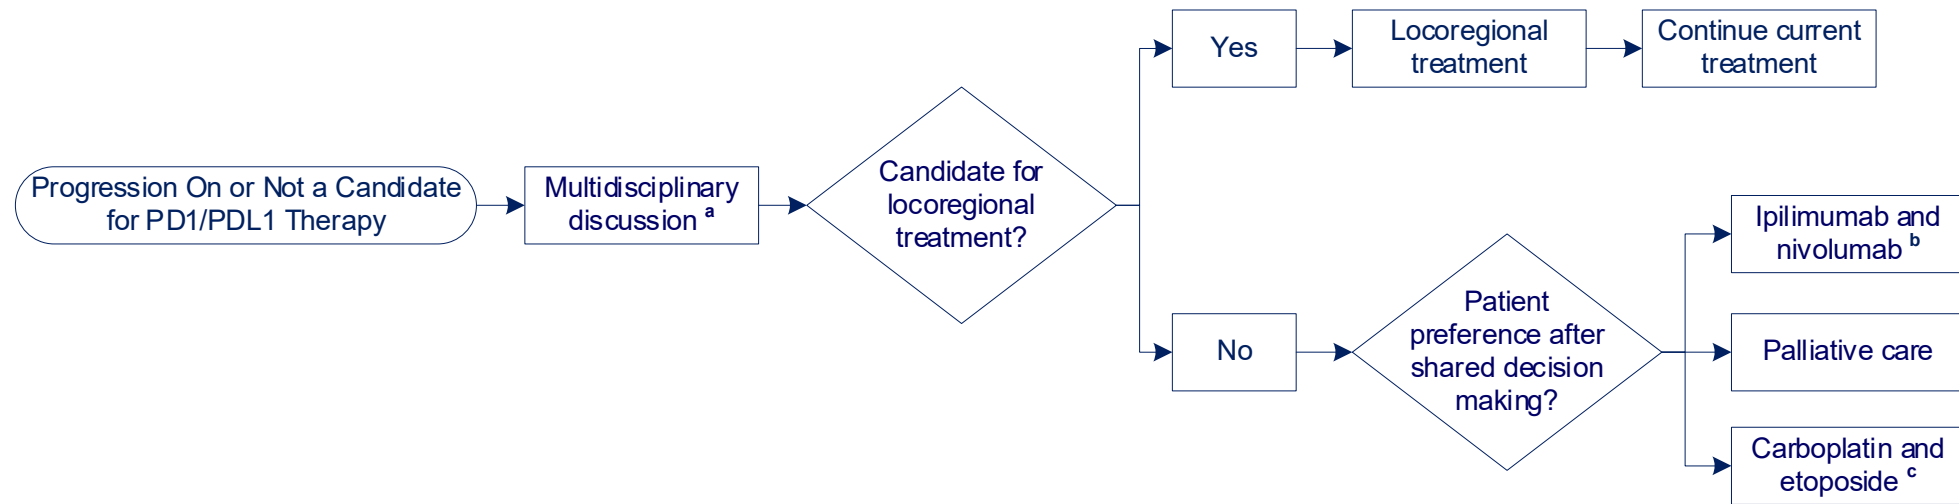 Progression On or Not a Candidate
for PD1/PDL1 Therapy
Multidisciplinary
discussion a
Candidate for
locoregional
treatment?
Yes
Locoregional
treatment
Continue current
treatment
No
Patient
preference after
shared decision
making?
Ipilimumab and
nivolumab b
Palliative care
Carboplatin and
etoposide c